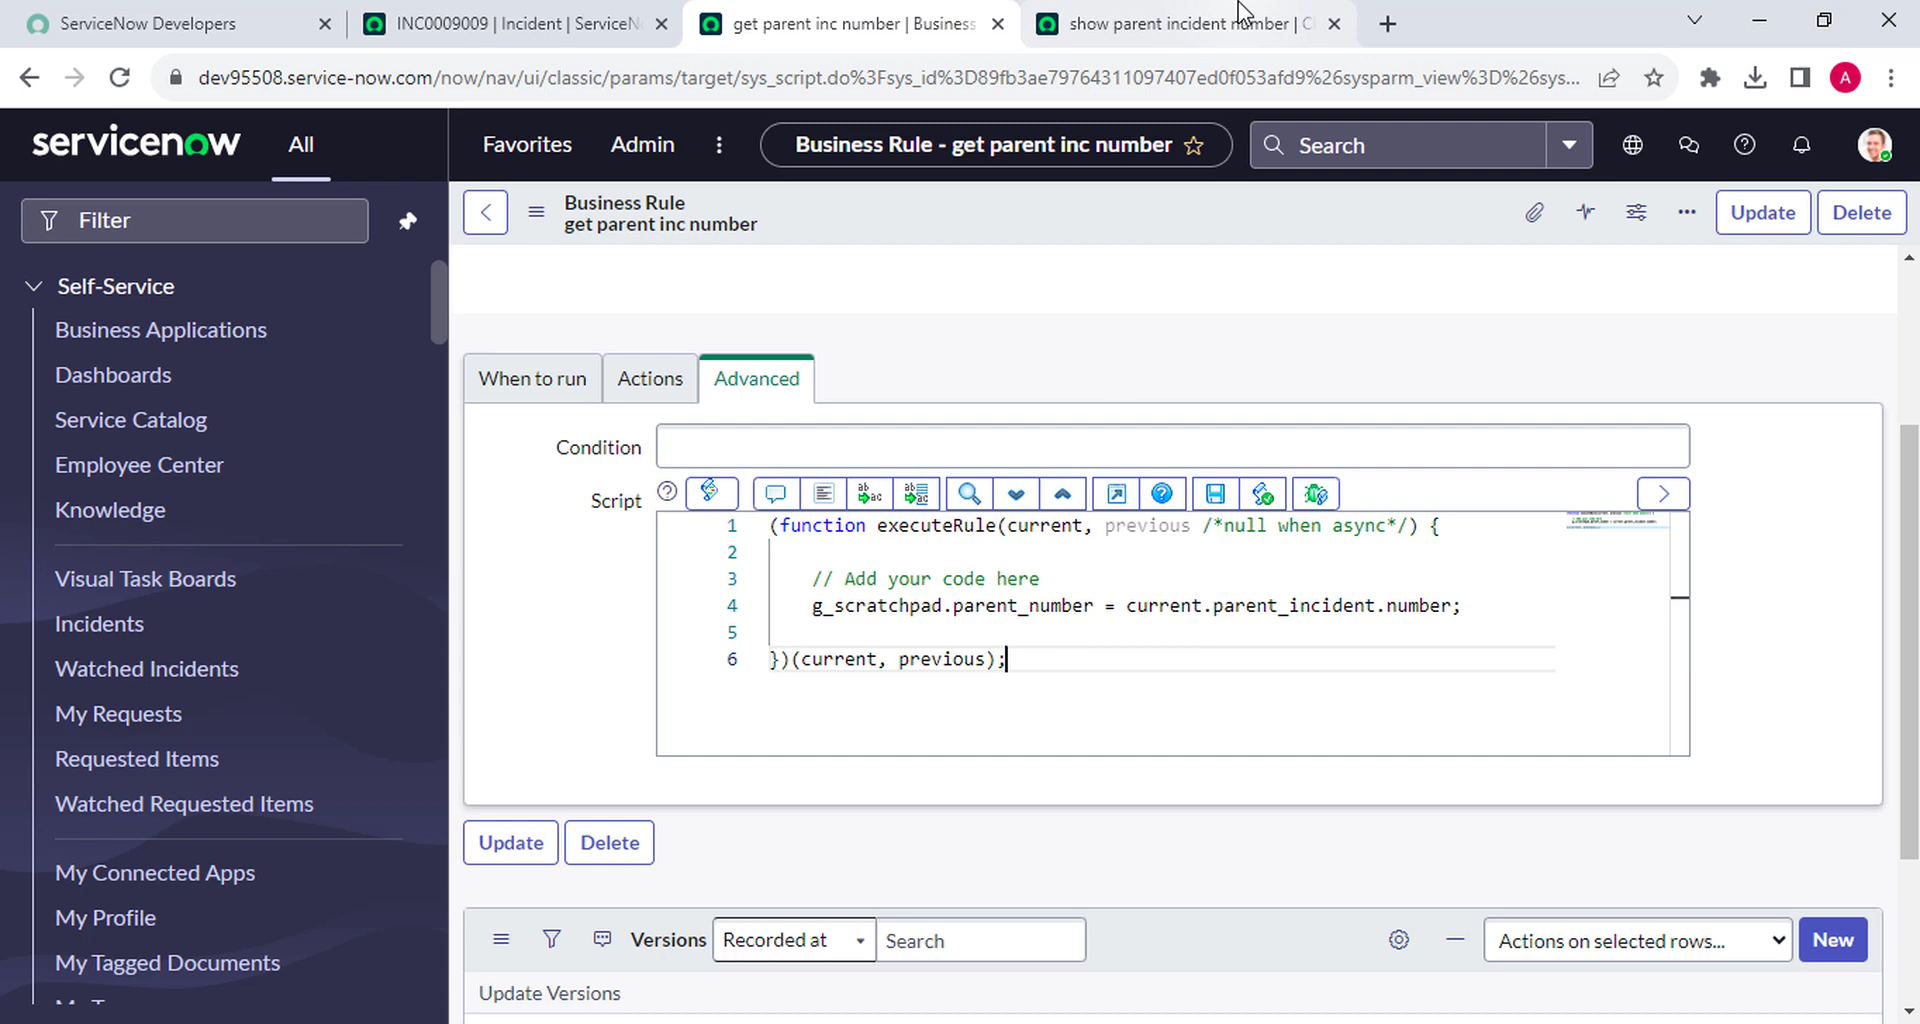 ServiceNow Developers
INC0009009 | Incident | ServiceN
get parent inc number | Business
show parent incident number | C
dev95508.service-now.com/now/nav/ui/classic/params/target/sys_script.do%3Fsys_id%3D89fb3ae79764311097407ed0f053afd9%26sysparm_view%3D%26sys...
A
servicenow
All
Favorites
Admin
Business Rule - get parent inc number
Search
Filter
Business Rule
get parent inc number
Update
Delete
Self-Service
Business Applications
Dashboards
Service Catalog
Employee Center
Knowledge
Visual Task Boards
Incidents
Watched Incidents
My Requests
Requested Items
Watched Requested Items
My Connected Apps
My Profile
My Tagged Documents
When to run
Actions
Advanced
Condition
Script
1 (function executeRule(current, previous /*null when async*/) {
2
3 // Add your code here
4 g_scratchpad.parent_number = current.parent_incident.number;
5
6 })(current, previous);
Update
Delete
Versions
Recorded at
Search
Actions on selected rows...
New
Update Versions